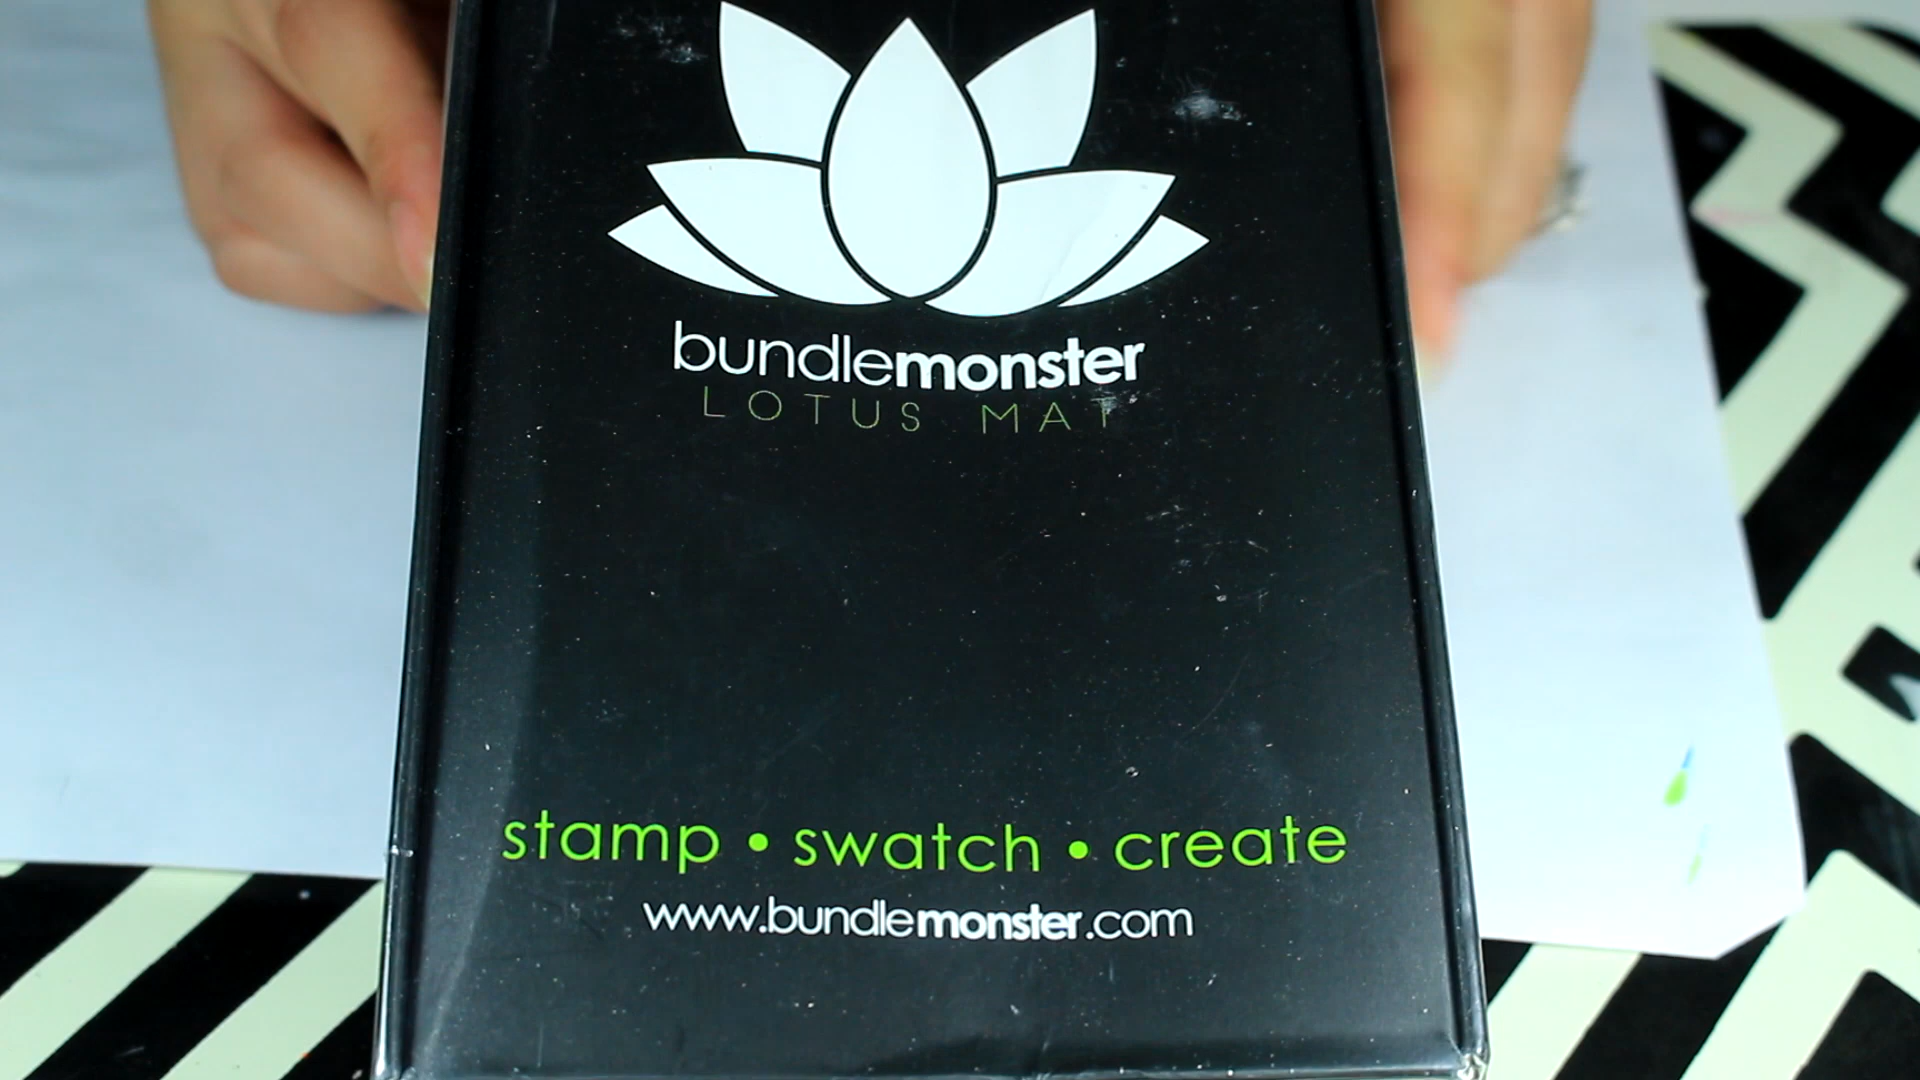 bundlemonster
LOTUS MAT
stamp • swatch • create
www.bundlemonster.com